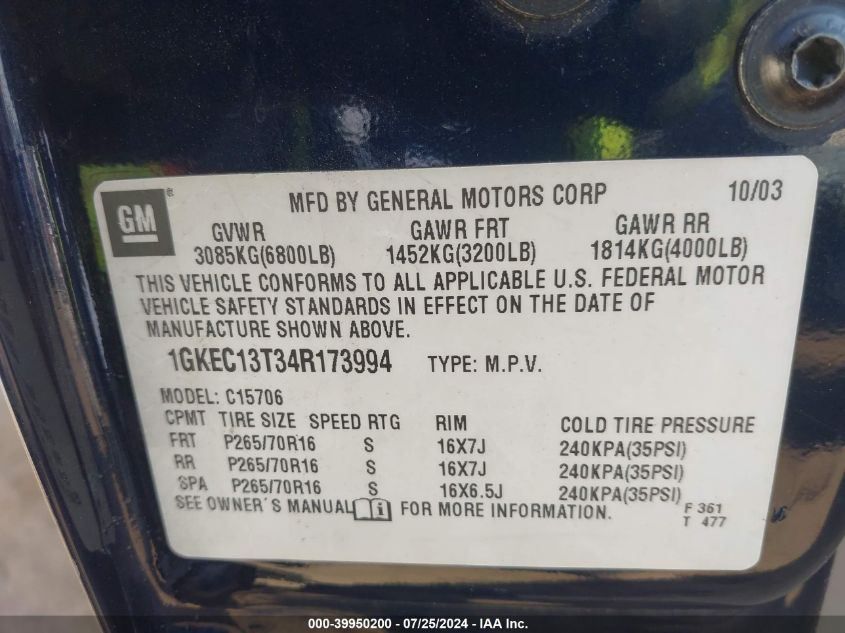 GM ®
MFD BY GENERAL MOTORS CORP 10/03
GVWR GAWR FRT GAWR RR
3085KG(6800LB) 1452KG(3200LB) 1814KG(4000LB)
THIS VEHICLE CONFORMS TO ALL APPLICABLE U.S. FEDERAL MOTOR
VEHICLE SAFETY STANDARDS IN EFFECT ON THE DATE OF
MANUFACTURE SHOWN ABOVE.
1GKEC13T34R173994 TYPE: M.P.V.
MODEL: C15706
CPMT TIRE SIZE SPEED RTG RIM COLD TIRE PRESSURE
FRT P265/70R16 S 16X7J 240KPA(35PSI)
RR P265/70R16 S 16X7J 240KPA(35PSI)
SPA P265/70R16 S 16X6.5J 240KPA(35PSI)
SEE OWNER'S MANUAL i FOR MORE INFORMATION.
F 361
T 477
000-39950200 - 07/25/2024 - IAA Inc.